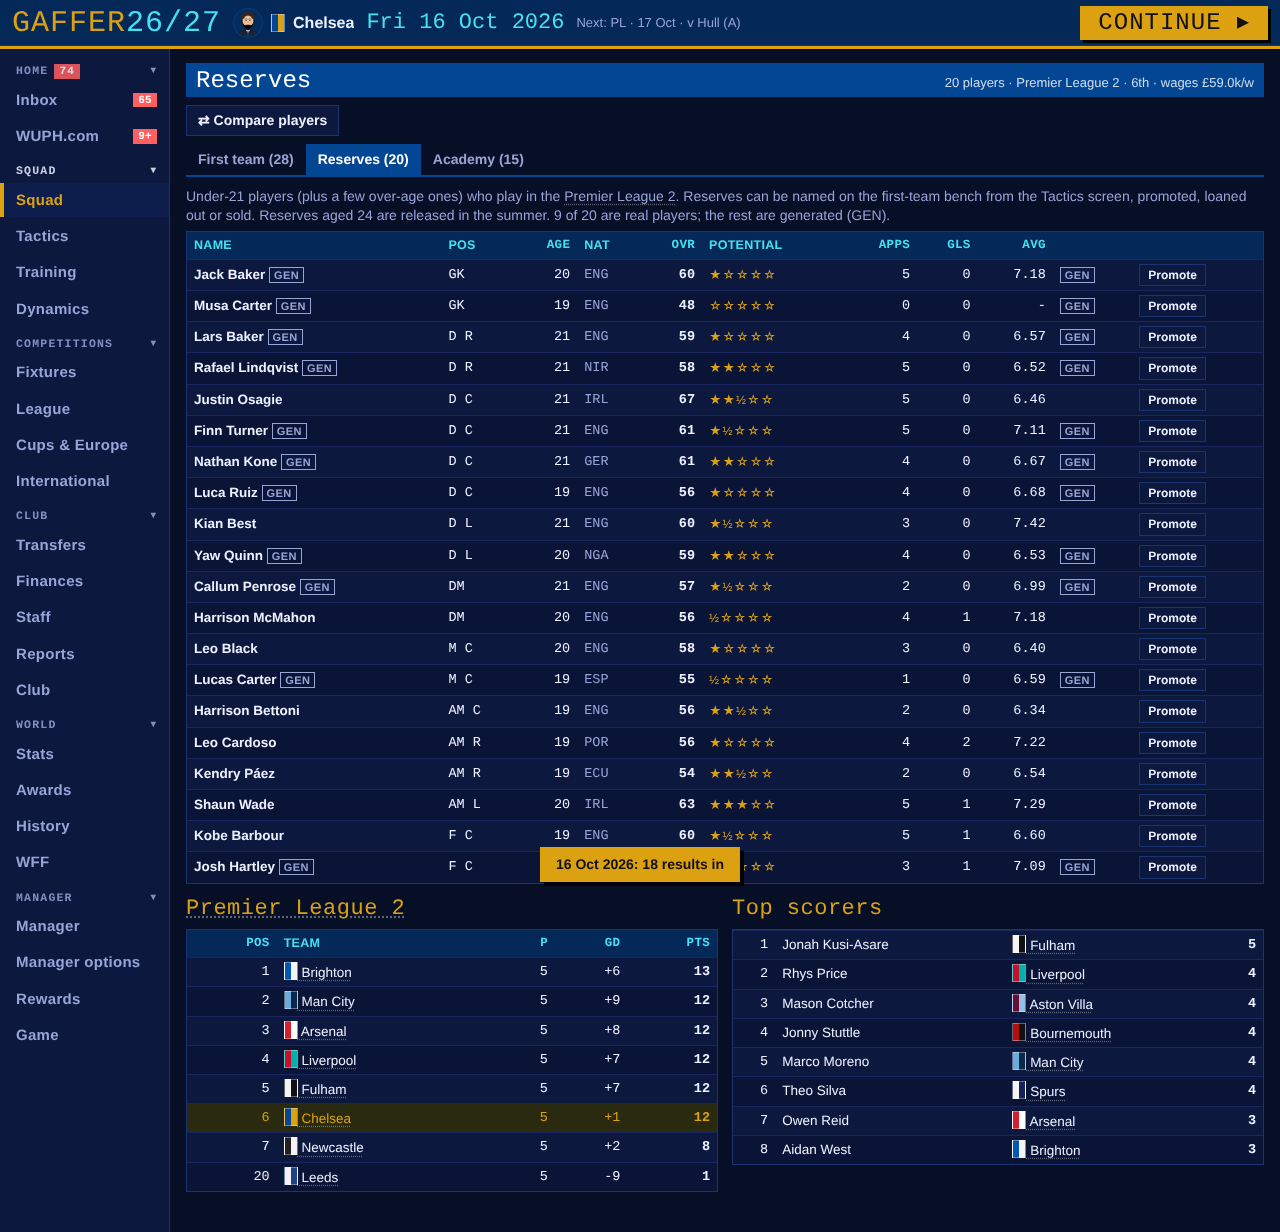 GAFFER26/27 Chelsea Fri 16 Oct 2026 Next: PL · 17 Oct · v Hull (A) CONTINUE ►
HOME 74 ▼
Inbox 65
WUPH.com 9+
SQUAD ▼
Squad
Tactics
Training
Dynamics
COMPETITIONS ▼
Fixtures
League
Cups & Europe
International
CLUB ▼
Transfers
Finances
Staff
Reports
Club
WORLD ▼
Stats
Awards
History
WFF
MANAGER ▼
Manager
Manager options
Rewards
Game
Reserves 20 players · Premier League 2 · 6th · wages £59.0k/w
⇄ Compare players
First team (28) Reserves (20) Academy (15)
Under-21 players (plus a few over-age ones) who play in the Premier League 2. Reserves can be named on the first-team bench from the Tactics screen, promoted, loaned
out or sold. Reserves aged 24 are released in the summer. 9 of 20 are real players; the rest are generated (GEN).
NAME POS AGE NAT OVR POTENTIAL APPS GLS AVG
Jack Baker GEN GK 20 ENG 60 ★☆☆☆☆ 5 0 7.18 GEN Promote
Musa Carter GEN GK 19 ENG 48 ☆☆☆☆☆ 0 0 - GEN Promote
Lars Baker GEN D R 21 ENG 59 ★☆☆☆☆ 4 0 6.57 GEN Promote
Rafael Lindqvist GEN D R 21 NIR 58 ★★☆☆☆ 5 0 6.52 GEN Promote
Justin Osagie D C 21 IRL 67 ★★½☆☆ 5 0 6.46 Promote
Finn Turner GEN D C 21 ENG 61 ★½☆☆☆ 5 0 7.11 GEN Promote
Nathan Kone GEN D C 21 GER 61 ★★☆☆☆ 4 0 6.67 GEN Promote
Luca Ruiz GEN D C 19 ENG 56 ★☆☆☆☆ 4 0 6.68 GEN Promote
Kian Best D L 21 ENG 60 ★½☆☆☆ 3 0 7.42 Promote
Yaw Quinn GEN D L 20 NGA 59 ★★☆☆☆ 4 0 6.53 GEN Promote
Callum Penrose GEN DM 21 ENG 57 ★½☆☆☆ 2 0 6.99 GEN Promote
Harrison McMahon DM 20 ENG 56 ½☆☆☆☆ 4 1 7.18 Promote
Leo Black M C 20 ENG 58 ★☆☆☆☆ 3 0 6.40 Promote
Lucas Carter GEN M C 19 ESP 55 ½☆☆☆☆ 1 0 6.59 GEN Promote
Harrison Bettoni AM C 19 ENG 56 ★★½☆☆ 2 0 6.34 Promote
Leo Cardoso AM R 19 POR 56 ★☆☆☆☆ 4 2 7.22 Promote
Kendry Páez AM R 19 ECU 54 ★★½☆☆ 2 0 6.54 Promote
Shaun Wade AM L 20 IRL 63 ★★★☆☆ 5 1 7.29 Promote
Kobe Barbour F C 19 ENG 60 ★½☆☆☆ 5 1 6.60 Promote
Josh Hartley GEN F C ☆☆ 3 1 7.09 GEN Promote
16 Oct 2026: 18 results in
Premier League 2
POS TEAM P GD PTS
1 Brighton 5 +6 13
2 Man City 5 +9 12
3 Arsenal 5 +8 12
4 Liverpool 5 +7 12
5 Fulham 5 +7 12
6 Chelsea 5 +1 12
7 Newcastle 5 +2 8
20 Leeds 5 -9 1
Top scorers
1 Jonah Kusi-Asare Fulham 5
2 Rhys Price Liverpool 4
3 Mason Cotcher Aston Villa 4
4 Jonny Stuttle Bournemouth 4
5 Marco Moreno Man City 4
6 Theo Silva Spurs 4
7 Owen Reid Arsenal 3
8 Aidan West Brighton 3